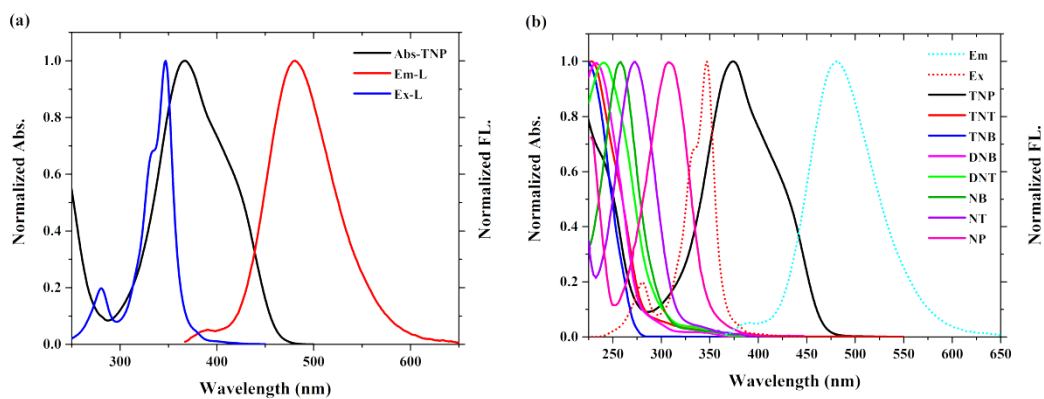 (a)
Normalized Abs.
1.0
0.8
0.6
0.4
0.2
0.0
300
400
500
600
Wavelength (nm)
Normalized FL.
Abs-TNP
Em-L
Ex-L
(b)
Normalized Abs.
1.0
0.8
0.6
0.4
0.2
0.0
250
300
350
400
450
500
550
600
650
Wavelength (nm)
Normalized FL.
Em
Ex
TNP
TNT
TNB
DNB
DNT
NB
NT
NP